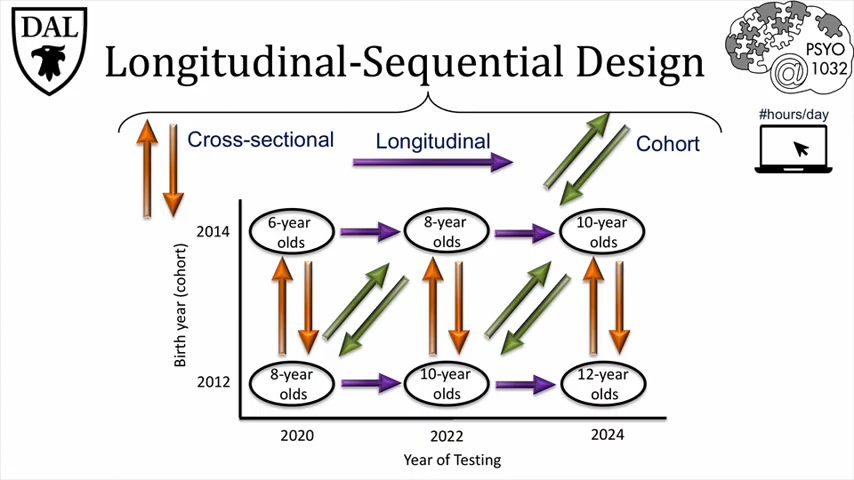 DAL
Longitudinal-Sequential Design
PSYO
@ 1032
#hours/day
Cross-sectional
Longitudinal
Cohort
Birth year (cohort)
2014
6-year
olds
8-year
olds
10-year
olds
2012
8-year
olds
10-year
olds
12-year
olds
2020
2022
2024
Year of Testing